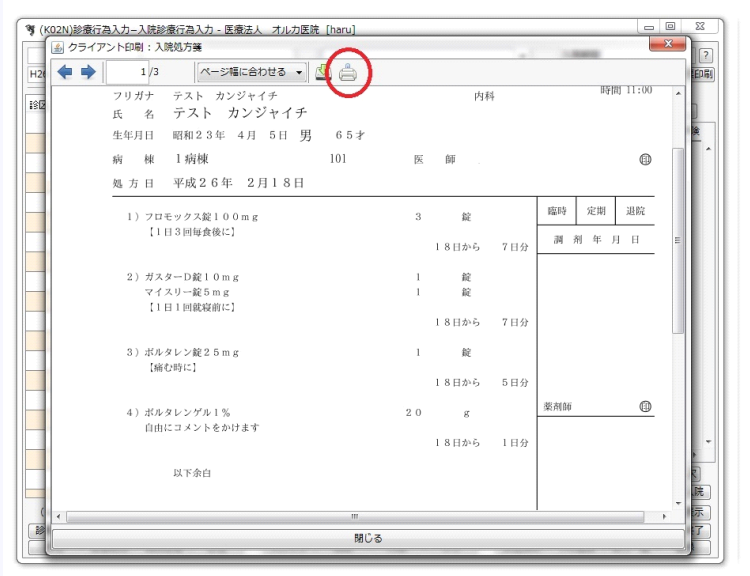 (K02N)診療行為入力−入院診療行為入力 - 医療法人 オルカ医院 [haru]
クライアント印刷：入院処方箋
1 /3 ページ幅に合わせる
?
H26
フリガナ テスト カンジャイチ 内科 時間 11:00
氏 名 テスト カンジャイチ
生年月日 昭和２３年 ４月 ５日 男 ６５才
病 棟 １病棟 101 医 師 ㊞
処 方 日 平成２６年 ２月１８日
臨時 定期 退院
調 剤 年 月 日
１）フロモックス錠１００ｍｇ ３ 錠
【１日３回毎食後に】
１８日から ７日分
２）ガスターＤ錠１０ｍｇ １ 錠
マイスリー錠５ｍｇ １ 錠
【１日１回就寝前に】
１８日から ７日分
３）ボルタレン錠２５ｍｇ １ 錠
【痛む時に】
１８日から ５日分
薬剤師 ㊞
４）ボルタレンゲル１％ ２０ ｇ
自由にコメントをかけます
１８日から １日分
以下余白
閉じる